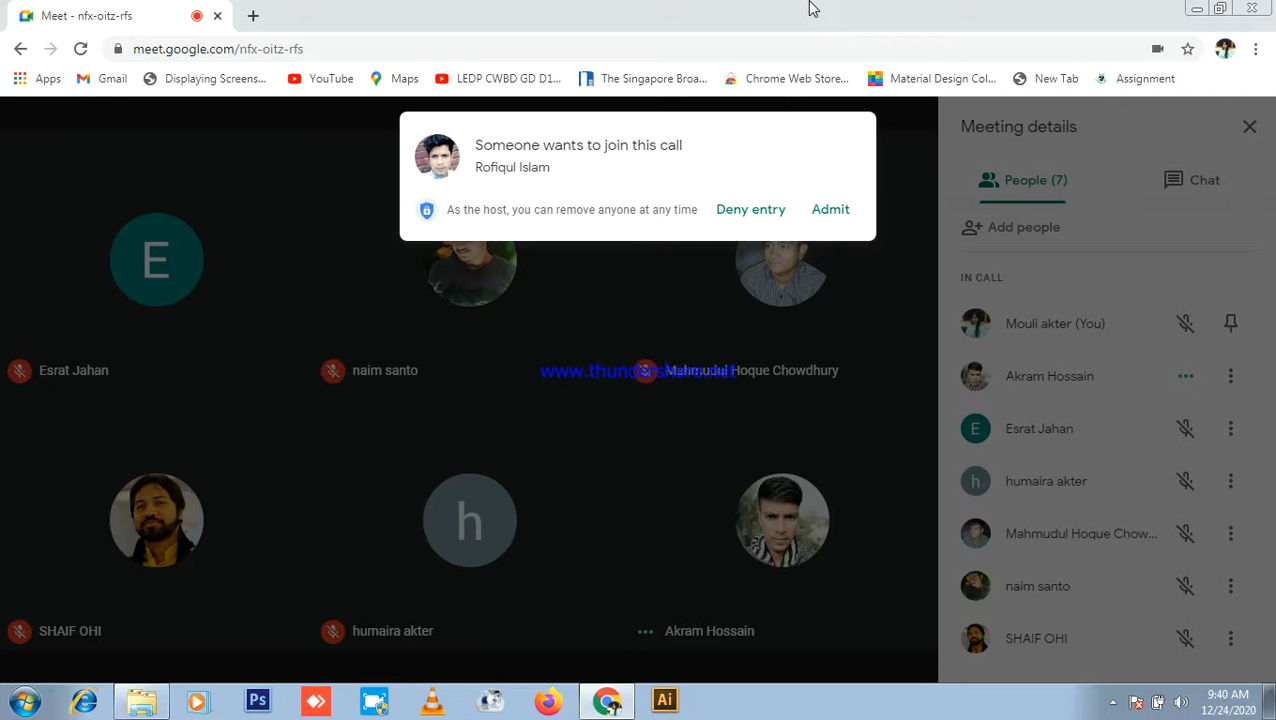 Meet - nfx-oitz-rfs
meet.google.com/nfx-oitz-rfs
Apps
Gmail
Displaying Screens...
YouTube
Maps
LEDP CWBD GD D1...
The Singapore Broa...
Chrome Web Store...
Material Design Col...
New Tab
Assignment
Someone wants to join this call
Rofiqul Islam
As the host, you can remove anyone at any time
Deny entry
Admit
Meeting details
People (7)
Chat
Add people
IN CALL
Mouli akter (You)
Akram Hossain
E Esrat Jahan
h humaira akter
Mahmudul Hoque Chow...
naim santo
SHAIF OHI
E
Esrat Jahan
naim santo
Mahmudul Hoque Chowdhury
www.thundershare.net
h
SHAIF OHI
humaira akter
Akram Hossain
Ps
Ai
9:40 AM
12/24/2020